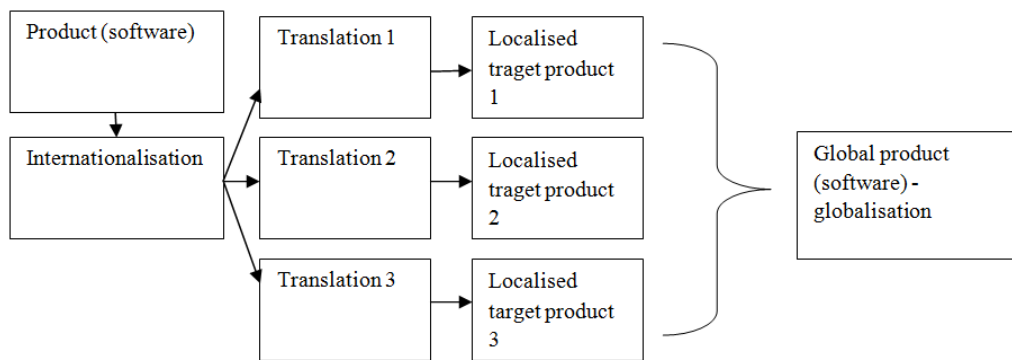 Product (software)
Internationalisation
Translation 1
Localised
traget product
1
Translation 2
Localised
traget product
2
Translation 3
Localised
target product
3
Global product
(software) -
globalisation